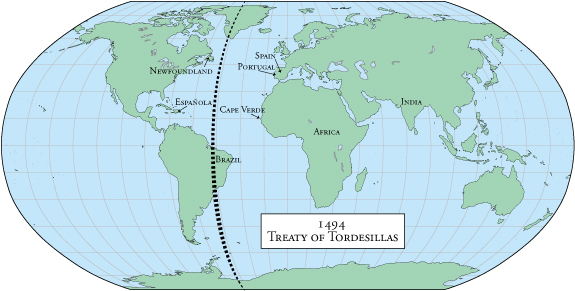 Spain
Portugal
Newfoundland
Española
Cape Verde
India
Africa
Brazil
1494
Treaty of Tordesillas